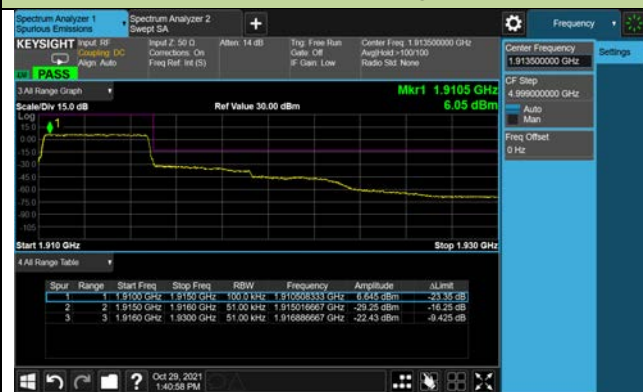 Spectrum Analyzer 1
Spurious Emissions
Spectrum Analyzer 2
Swept SA
+
Frequency
KEYSIGHT
Input: RF
Coupling: DC
Align: Auto
Input Z: 50 Ω
Corrections: On
Freq Ref: Int (S)
Atten: 14 dB
Trig: Free Run
Gate: Off
IF Gain: Low
Center Freq: 1.913500000 GHz
Avg|Hold:>100/100
Radio Std: None
PASS
Center Frequency
1.913500000 GHz
Settings
CF Step
4.999000000 GHz
Auto
Man
Freq Offset
0 Hz
3 All Range Graph
Mkr1 1.9105 GHz
Scale/Div 15.0 dB
Ref Value 30.00 dBm
6.05 dBm
Log
15.0
0.00
-15.0
-30.0
-45.0
-60.0
-75.0
-90.0
-105
1
Start 1.910 GHz
Stop 1.930 GHz
4 All Range Table
Spur Range Start Freq Stop Freq RBW Frequency Amplitude ΔLimit
1 1 1.9100 GHz 1.9150 GHz 100.0 kHz 1.910508333 GHz 6.645 dBm -23.35 dB
2 2 1.9150 GHz 1.9160 GHz 51.00 kHz 1.915016667 GHz -29.25 dBm -16.25 dB
3 3 1.9160 GHz 1.9300 GHz 51.00 kHz 1.916886667 GHz -22.43 dBm -9.425 dB
?
Oct 29, 2021
1:40:58 PM